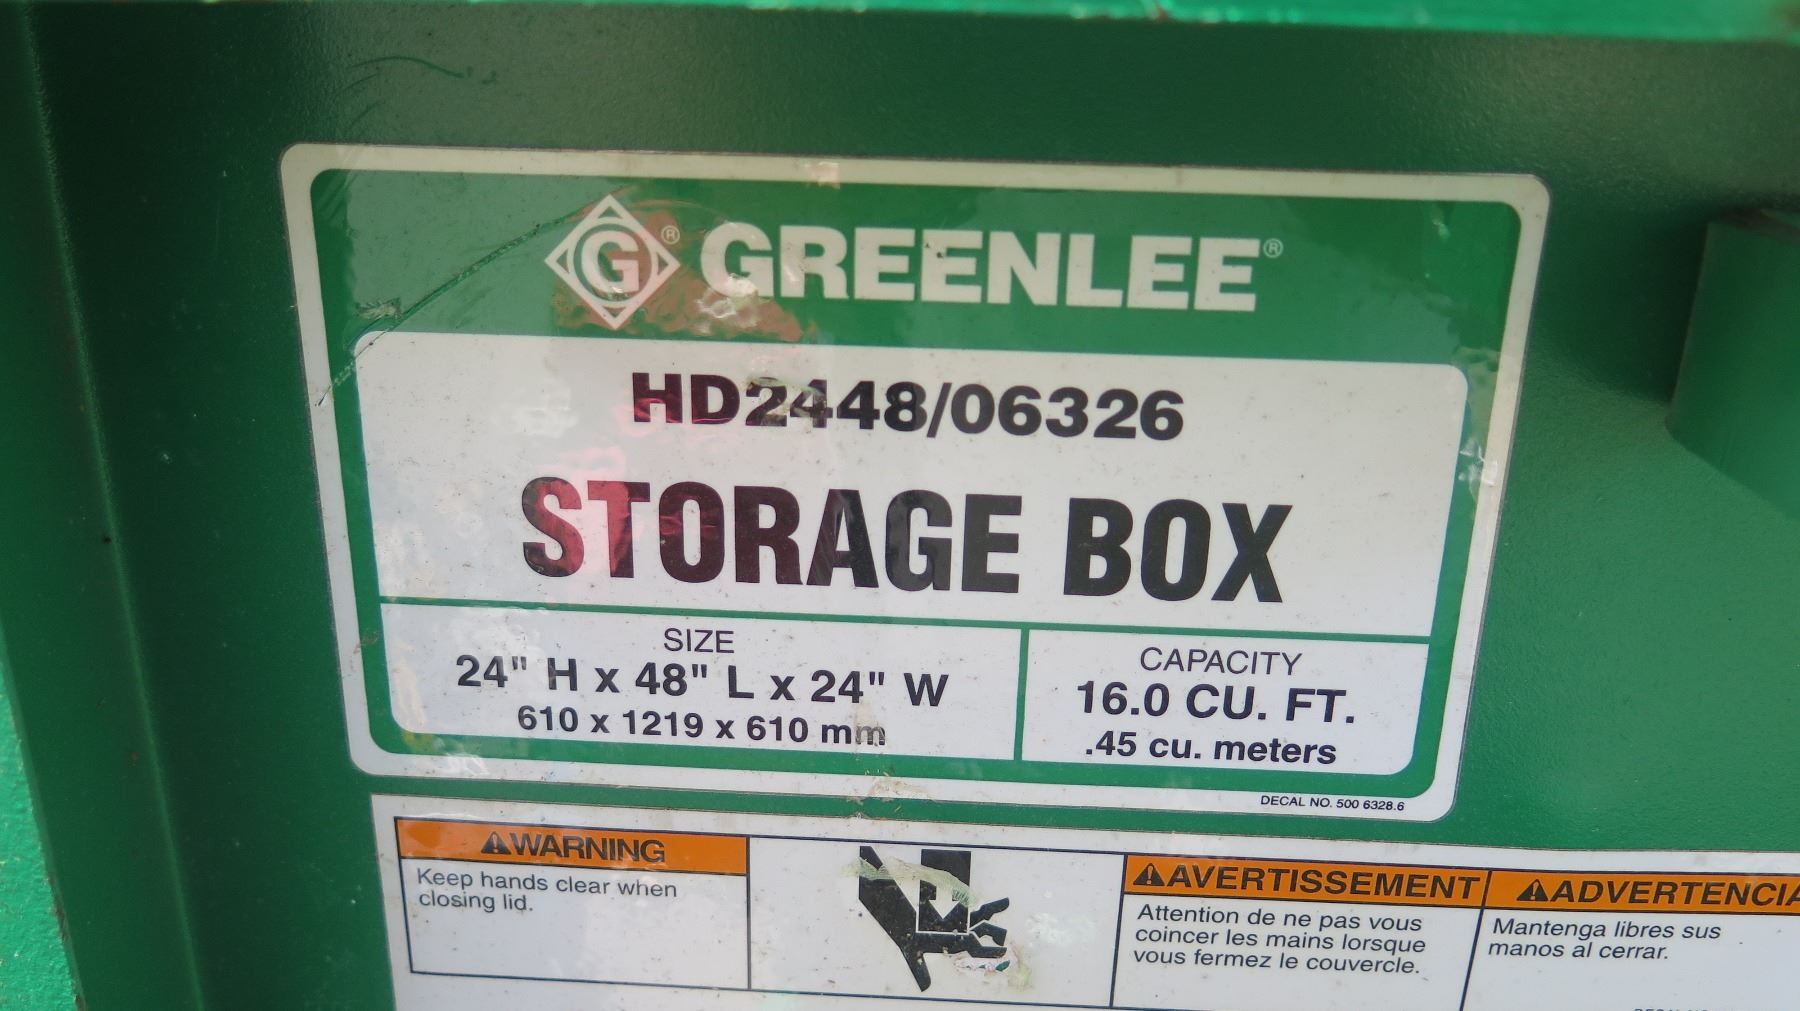 G® GREENLEE®
HD2448/06326
STORAGE BOX
SIZE
24" H x 48" L x 24" W
610 x 1219 x 610 mm
CAPACITY
16.0 CU. FT.
.45 cu. meters
DECAL NO. 500 6328.6
⚠WARNING
Keep hands clear when
closing lid.
⚠AVERTISSEMENT
Attention de ne pas vous
coincer les mains lorsque
vous fermez le couvercle.
⚠ADVERTENCIA
Mantenga libres sus
manos al cerrar.